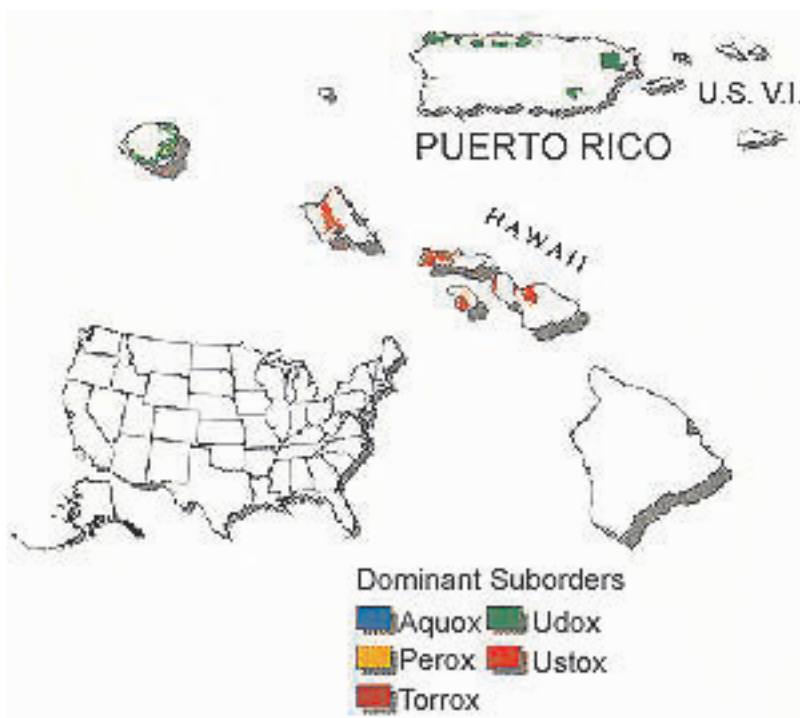 U.S. V.I.
PUERTO RICO
HAWAII
Dominant Suborders
Aquox Udox
Perox Ustox
Torrox